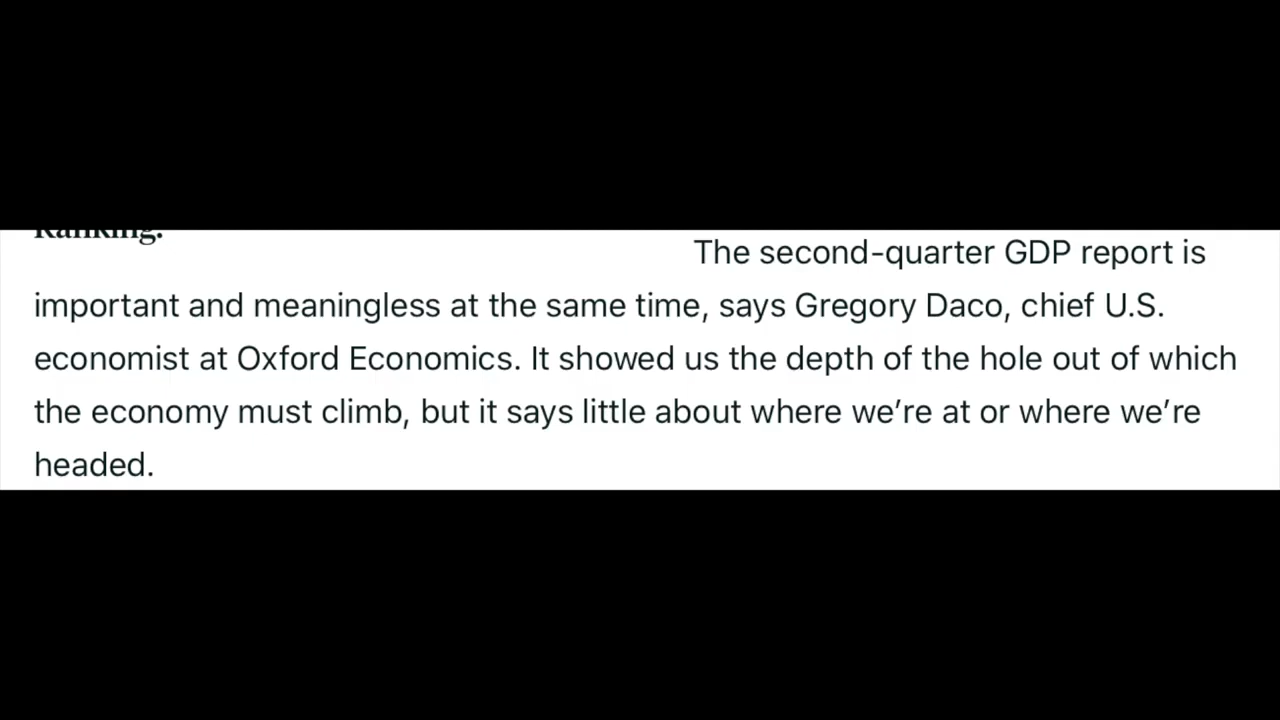 Ranking.
The second-quarter GDP report is
important and meaningless at the same time, says Gregory Daco, chief U.S.
economist at Oxford Economics. It showed us the depth of the hole out of which
the economy must climb, but it says little about where we’re at or where we’re
headed.